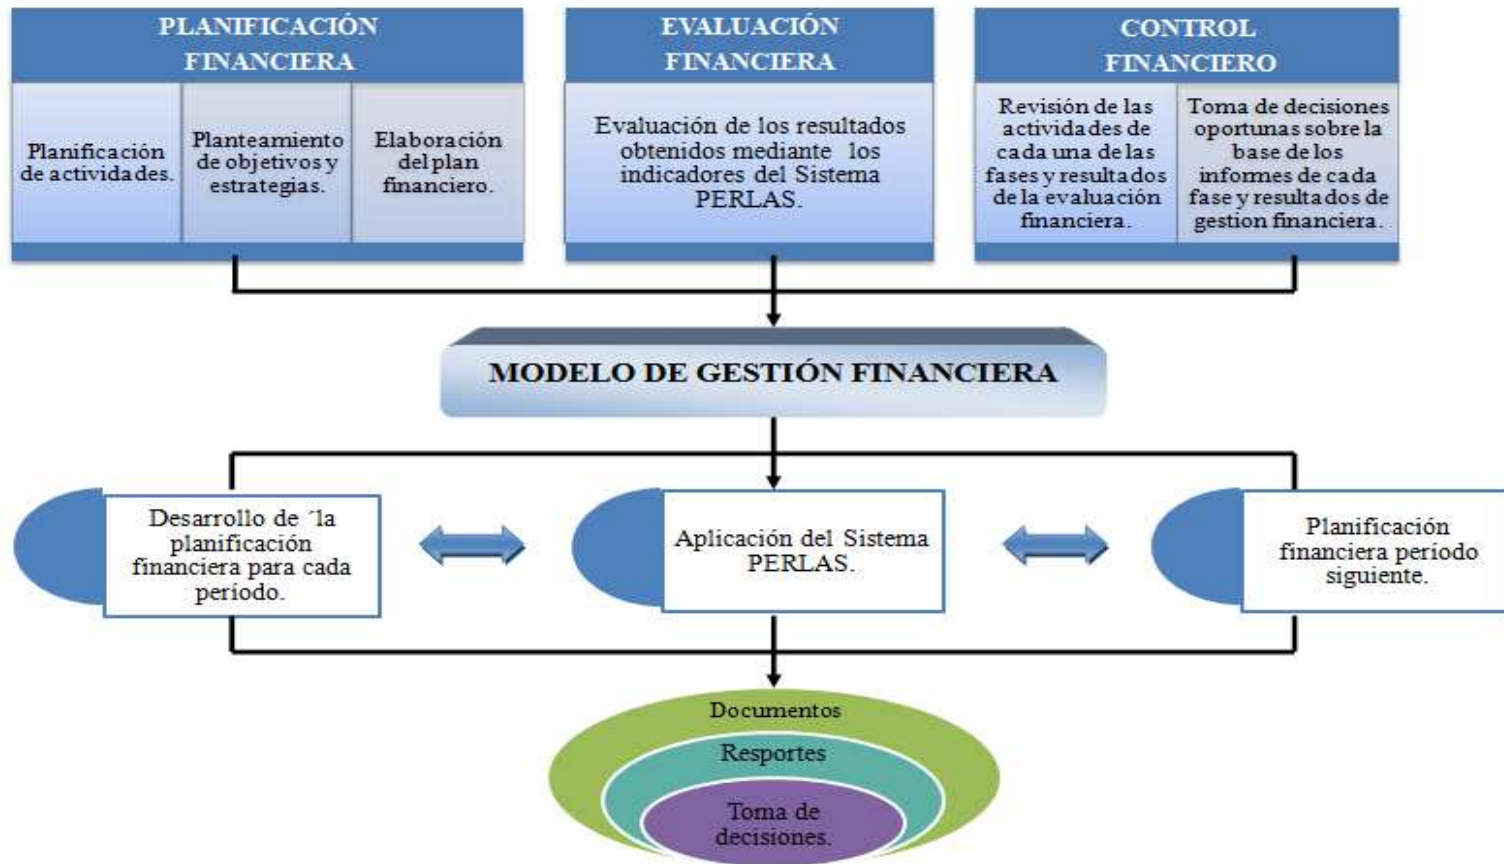 PLANIFICACIÓN
FINANCIERA
Planificación
de actividades.
Planteamiento
de objetivos y
estrategias.
Elaboración
del plan
financiero.
EVALUACIÓN
FINANCIERA
Evaluación de los resultados
obtenidos mediante los
indicadores del Sistema
PERLAS.
CONTROL
FINANCIERO
Revisión de las
actividades de
cada una de las
fases y resultados
de la evaluación
financiera.
Toma de decisiones
oportunas sobre la
base de los
informes de cada
fase y resultados de
gestion financiera.
MODELO DE GESTIÓN FINANCIERA
Desarrollo de ´la
planificación
financiera para cada
período.
Aplicación del Sistema
PERLAS.
Planificación
financiera período
siguiente.
Documentos
Resportes
Toma de
decisiones.